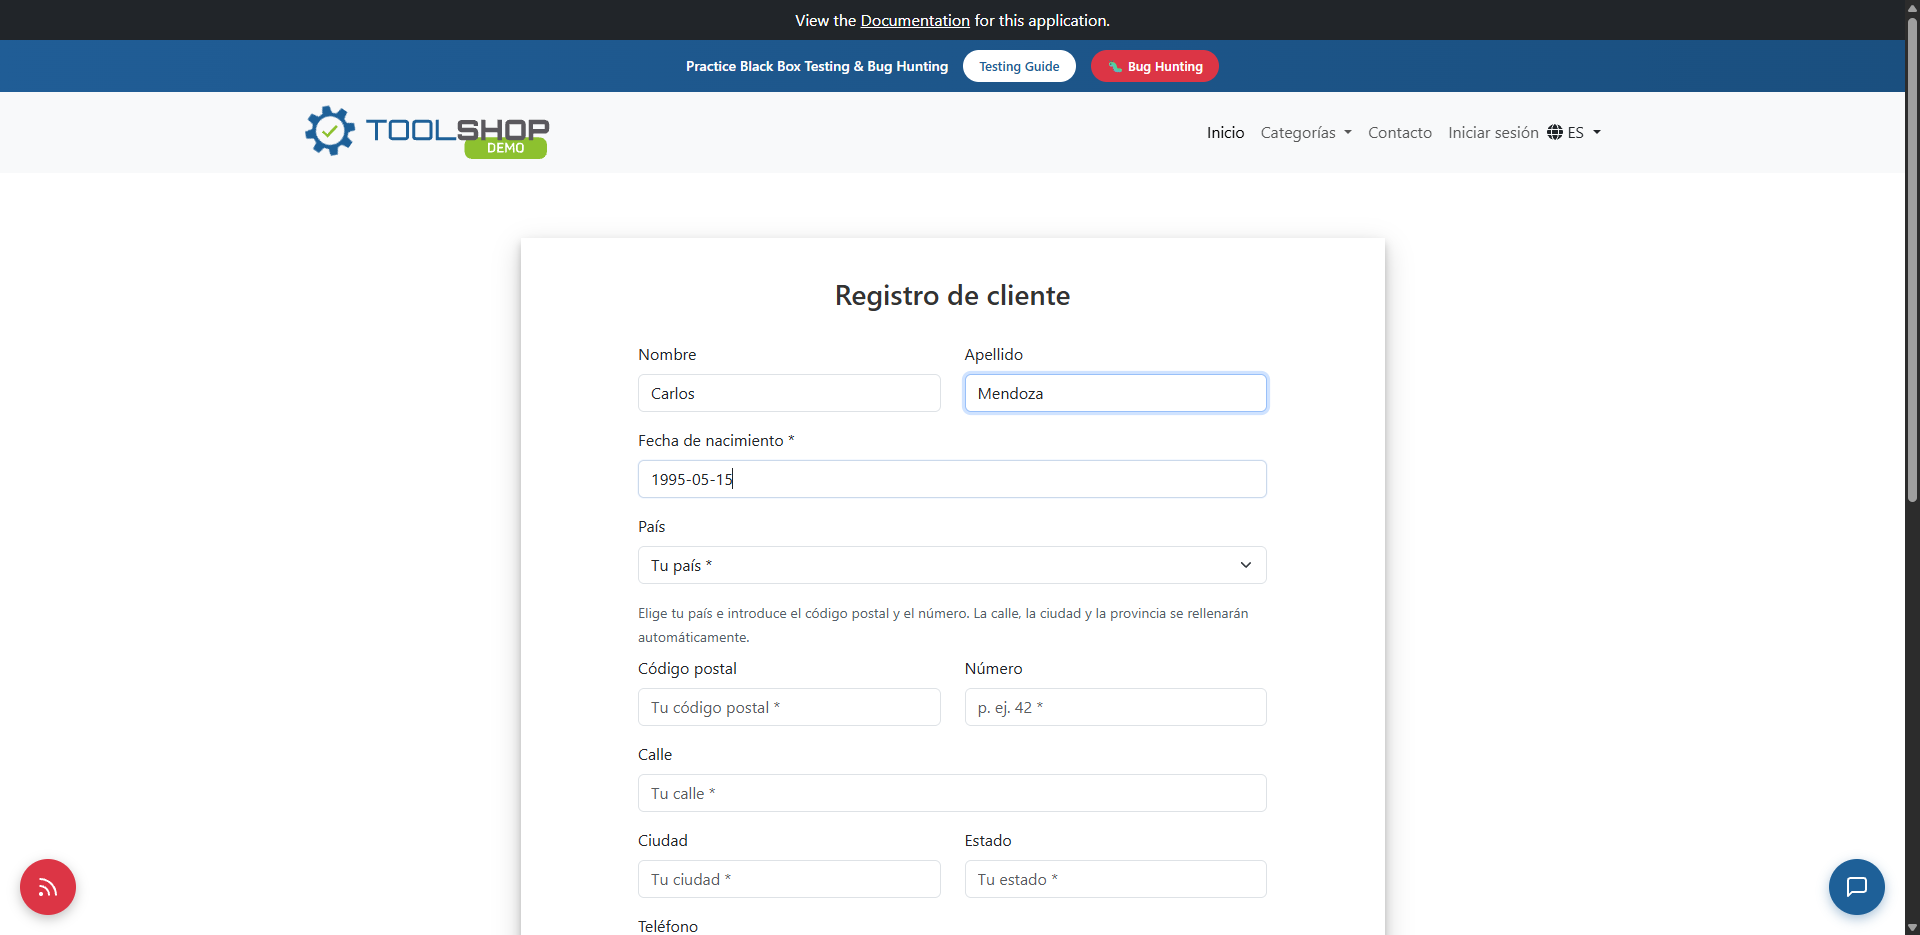 View the Documentation for this application.
Practice Black Box Testing & Bug Hunting Testing Guide Bug Hunting
TOOLSHOP
DEMO
Inicio Categorías Contacto Iniciar sesión ES
Registro de cliente
Nombre Apellido
Carlos Mendoza
Fecha de nacimiento *
1995-05-15
País
Tu país *
Elige tu país e introduce el código postal y el número. La calle, la ciudad y la provincia se rellenarán
automáticamente.
Código postal Número
Tu código postal * p. ej. 42 *
Calle
Tu calle *
Ciudad Estado
Tu ciudad * Tu estado *
Teléfono